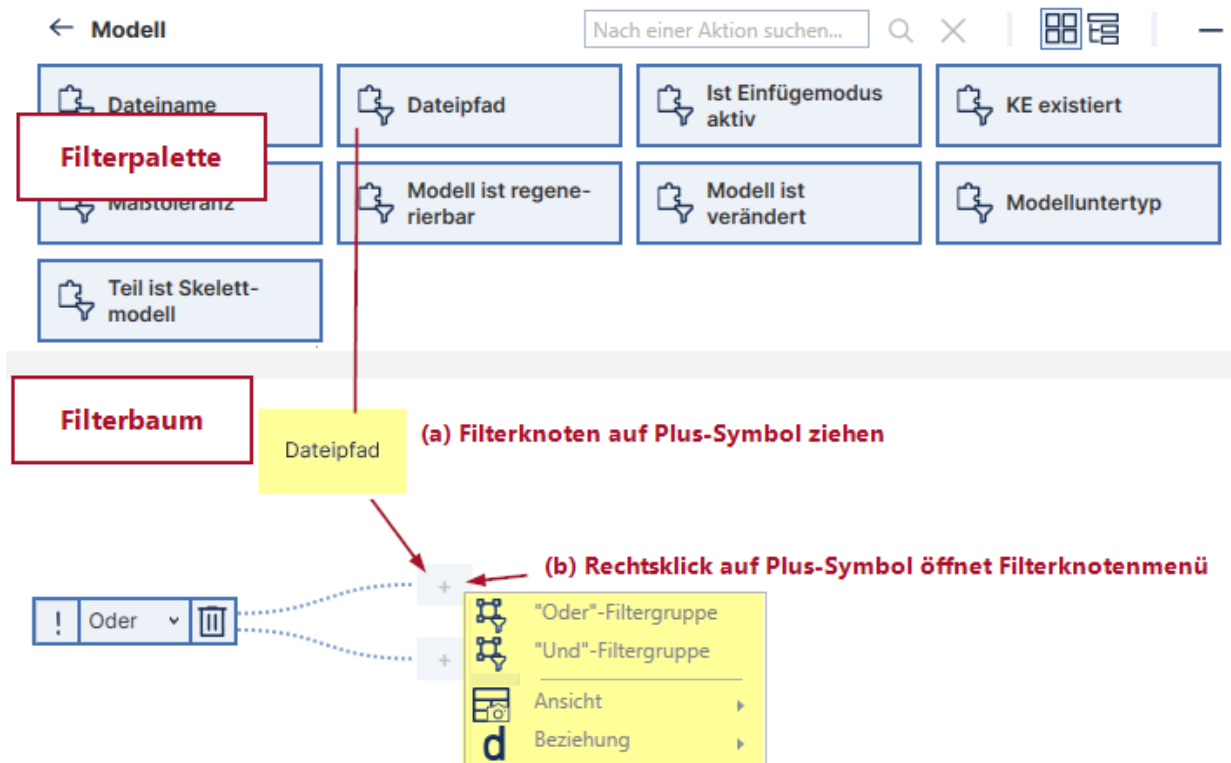 Modell
Nach einer Aktion suchen...
Dateiname
Dateipfad
Ist Einfügemodus
aktiv
KE existiert
Filterpalette
Maßtoleranz
Modell ist regene-
rierbar
Modell ist
verändert
Modelluntertyp
Teil ist Skelett-
modell
Filterbaum
Dateipfad
(a) Filterknoten auf Plus-Symbol ziehen
(b) Rechtsklick auf Plus-Symbol öffnet Filterknotenmenü
! Oder
"Oder"-Filtergruppe
"Und"-Filtergruppe
Ansicht
d Beziehung